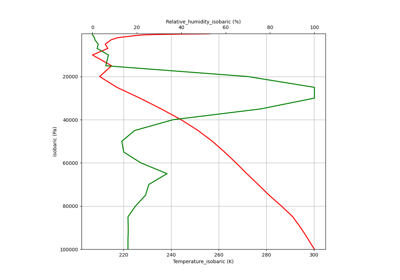 Relative_humidity_isobaric (%)
0 20 40 60 80 100
20000
40000
60000
80000
100000
isobaric (Pa)
220 240 260 280 300
Temperature_isobaric (K)